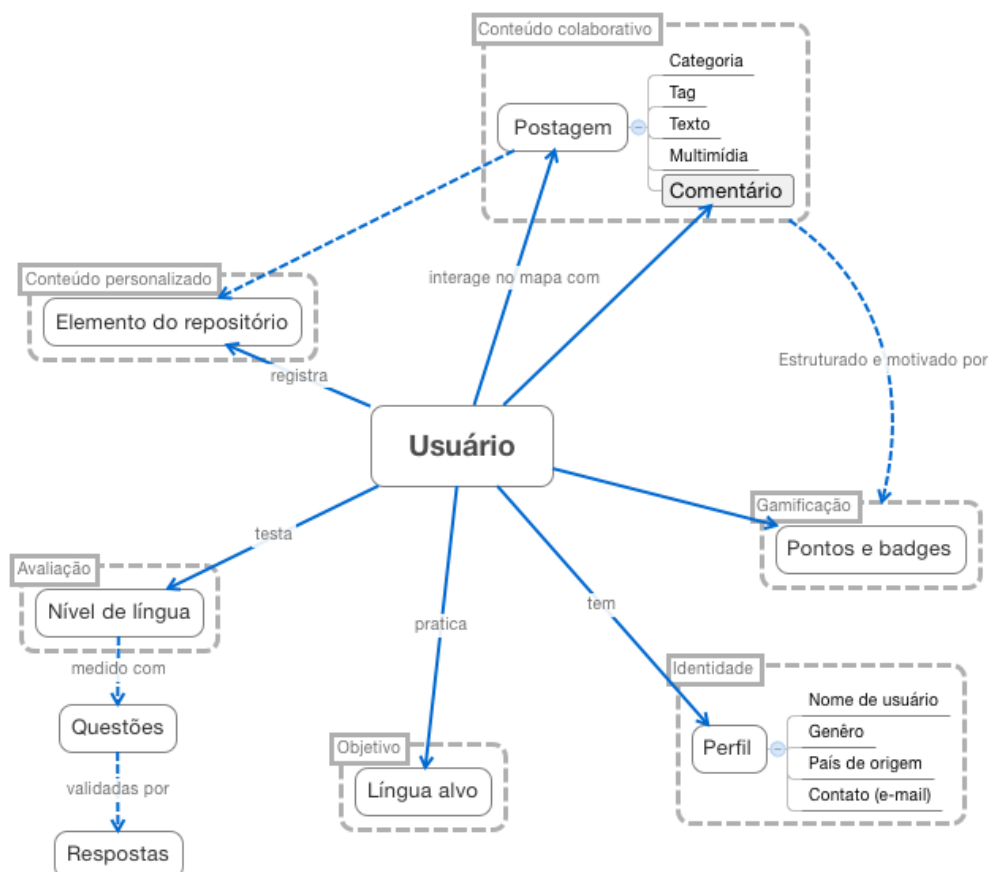 Conteúdo colaborativo
Categoria
Tag
Postagem
Texto
Multimídia
Comentário
Conteúdo personalizado
interage no mapa com
Elemento do repositório
Estruturado e motivado por
registra
Usuário
Gamificação
testa
Pontos e badges
Avaliação
Nível de língua
tem
pratica
medido com
Identidade
Nome de usuário
Questões
Genêro
Objetivo
Perfil
País de origem
validadas por
Língua alvo
Contato (e-mail)
Respostas